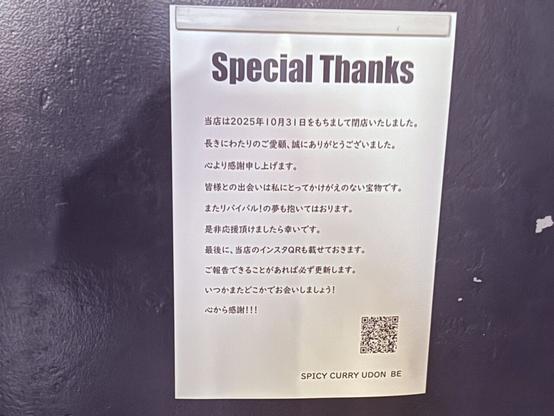 Special Thanks
当店は2025年10月31日をもちまして閉店いたしました。
長きにわたりのご愛顧、誠にありがとうございました。
心より感謝申し上げます。
皆様との出会いは私にとってかけがえのない宝物です。
またリバイバル!の夢も抱いてはおります。
是非応援頂けましたら幸いです。
最後に、当店のインスタQRも載せておきます。
ご報告できることがあれば必ず更新します。
いつかまたどこかでお会いしましょう!
心から感謝!!!
SPICY CURRY UDON BE